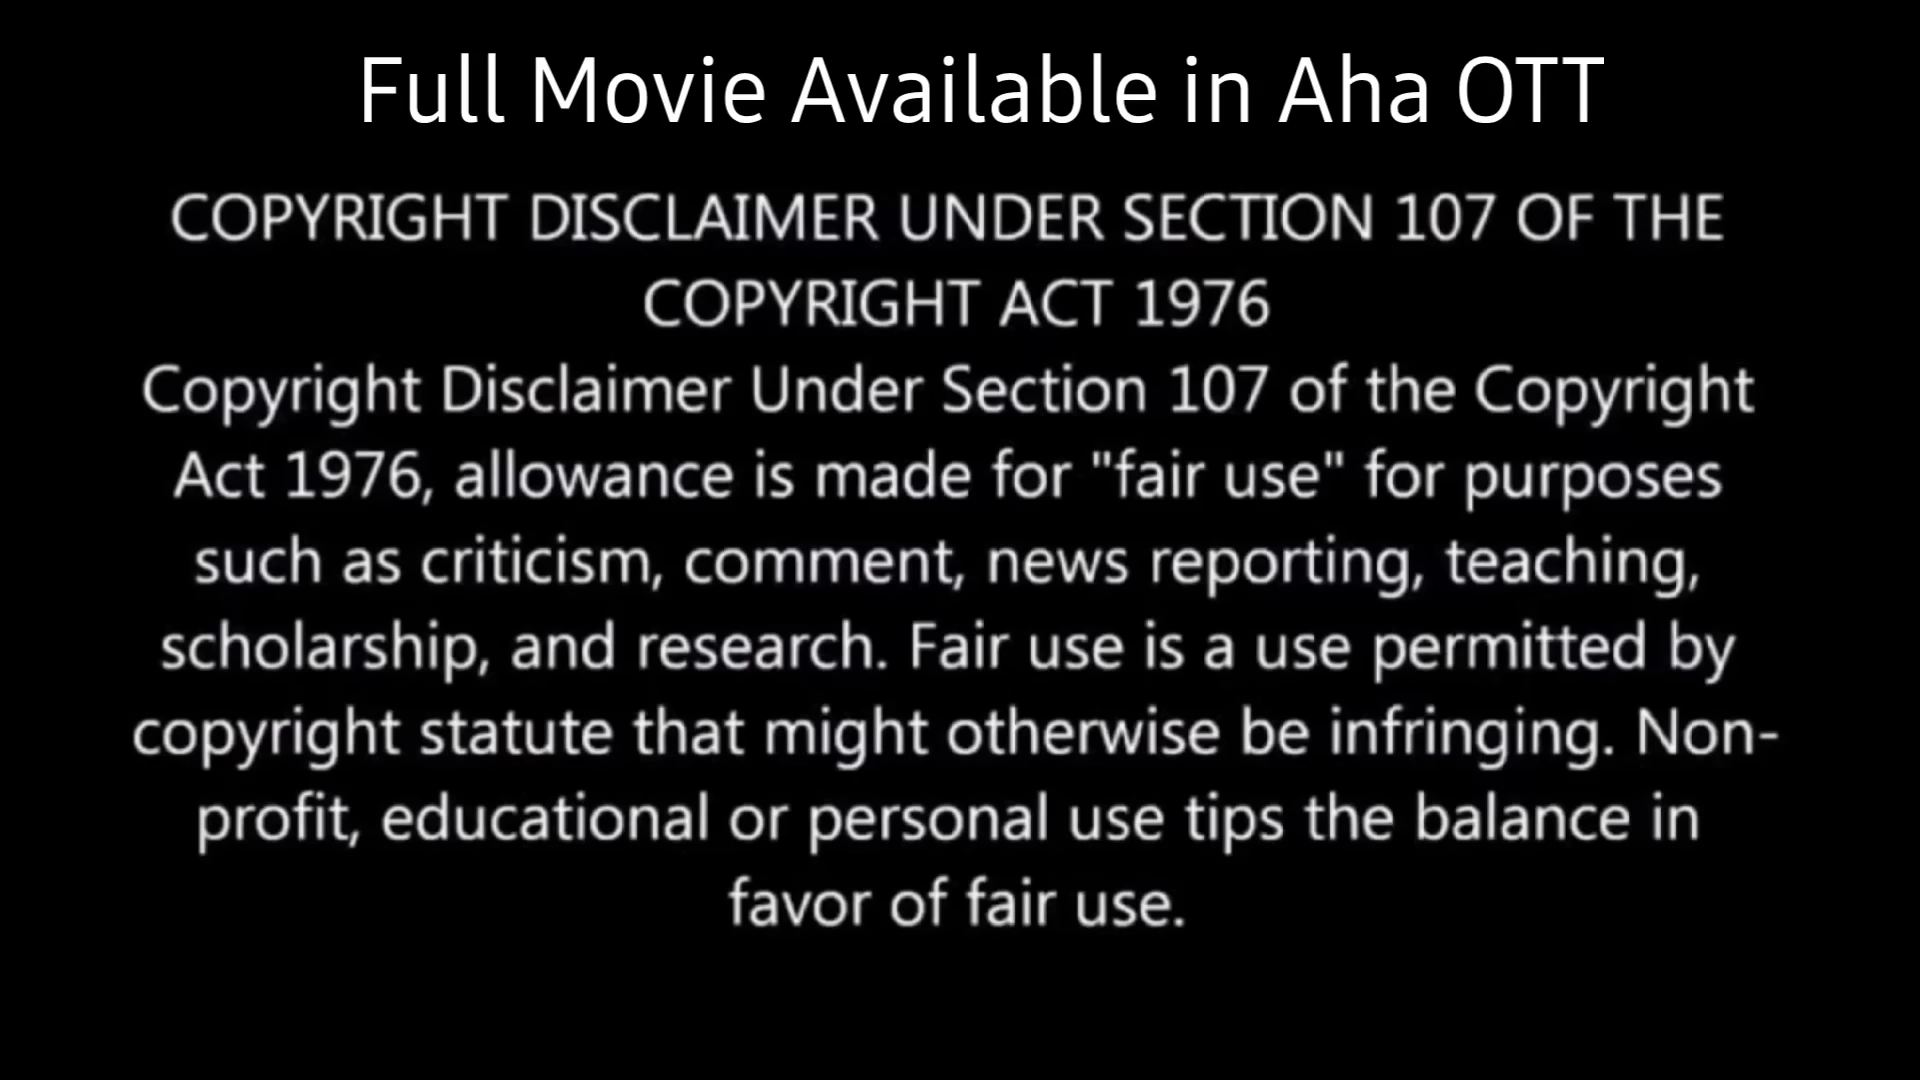 Full Movie Available in Aha OTT
COPYRIGHT DISCLAIMER UNDER SECTION 107 OF THE
COPYRIGHT ACT 1976
Copyright Disclaimer Under Section 107 of the Copyright
Act 1976, allowance is made for "fair use" for purposes
such as criticism, comment, news reporting, teaching,
scholarship, and research. Fair use is a use permitted by
copyright statute that might otherwise be infringing. Non-
profit, educational or personal use tips the balance in
favor of fair use.